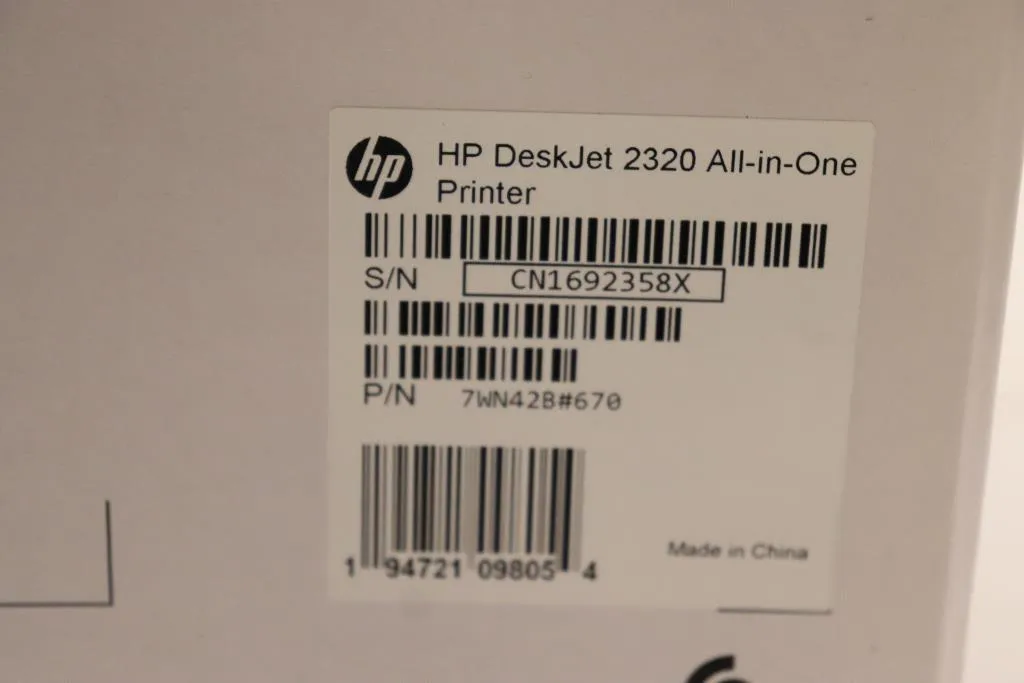 hp
HP DeskJet 2320 All-in-One
Printer
S/N CN1692358X
P/N 7WN42B#670
1 94721 09805 4
Made in China